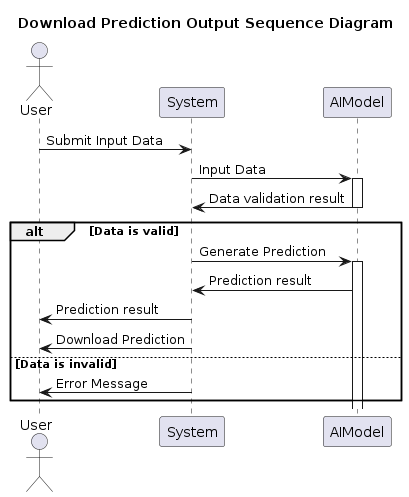 Download Prediction Output Sequence Diagram
User
System
AIModel
Submit Input Data
Input Data
Data validation result
alt
[Data is valid]
Generate Prediction
Prediction result
Prediction result
Download Prediction
[Data is invalid]
Error Message
User
System
AIModel